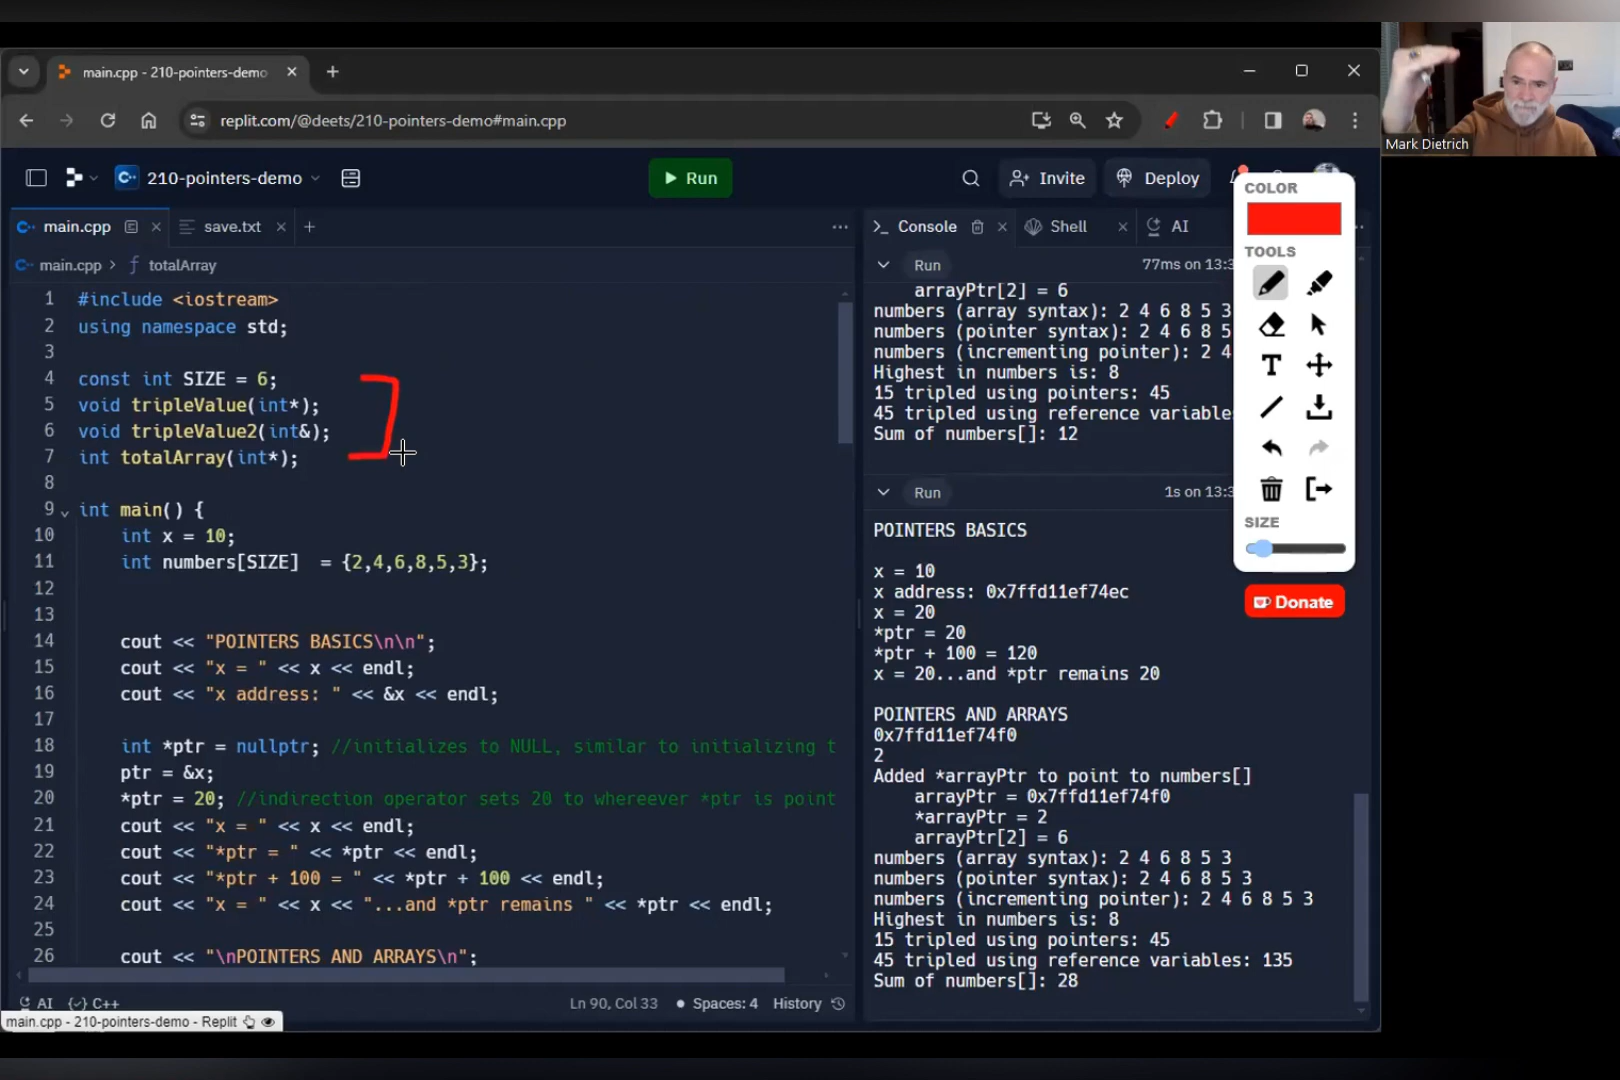 main.cpp - 210-pointers-demo
replit.com/@deets/210-pointers-demo#main.cpp
Mark Dietrich
210-pointers-demo
Run
Invite
Deploy
main.cpp
save.txt
Console
Shell
AI
main.cpp > totalArray
1 #include <iostream>
2 using namespace std;
3
4 const int SIZE = 6;
5 void tripleValue(int*);
6 void tripleValue2(int&);
7 int totalArray(int*);
8
9 int main() {
10 int x = 10;
11 int numbers[SIZE]  = {2,4,6,8,5,3};
12
13
14 cout << "POINTERS BASICS\n\n";
15 cout << "x = " << x << endl;
16 cout << "x address: " << &x << endl;
17
18 int *ptr = nullptr; //initializes to NULL, similar to initializing t
19 ptr = &x;
20 *ptr = 20; //indirection operator sets 20 to whereever *ptr is point
21 cout << "x = " << x << endl;
22 cout << "*ptr = " << *ptr << endl;
23 cout << "*ptr + 100 = " << *ptr + 100 << endl;
24 cout << "x = " << x << "...and *ptr remains " << *ptr << endl;
25
26 cout << "\nPOINTERS AND ARRAYS\n";
AI
C++
Ln 90, Col 33
Spaces: 4
History
main.cpp - 210-pointers-demo - Replit
Run
77ms on 13:3
arrayPtr[2] = 6
numbers (array syntax): 2 4 6 8 5 3
numbers (pointer syntax): 2 4 6 8 5
numbers (incrementing pointer): 2 4
Highest in numbers is: 8
15 tripled using pointers: 45
45 tripled using reference variable
Sum of numbers[]: 12
Run
1s on 13:3
POINTERS BASICS
x = 10
x address: 0x7ffd11ef74ec
x = 20
*ptr = 20
*ptr + 100 = 120
x = 20...and *ptr remains 20
POINTERS AND ARRAYS
0x7ffd11ef74f0
2
Added *arrayPtr to point to numbers[]
arrayPtr = 0x7ffd11ef74f0
*arrayPtr = 2
arrayPtr[2] = 6
numbers (array syntax): 2 4 6 8 5 3
numbers (pointer syntax): 2 4 6 8 5 3
numbers (incrementing pointer): 2 4 6 8 5 3
Highest in numbers is: 8
15 tripled using pointers: 45
45 tripled using reference variables: 135
Sum of numbers[]: 28
COLOR
TOOLS
T
SIZE
Donate